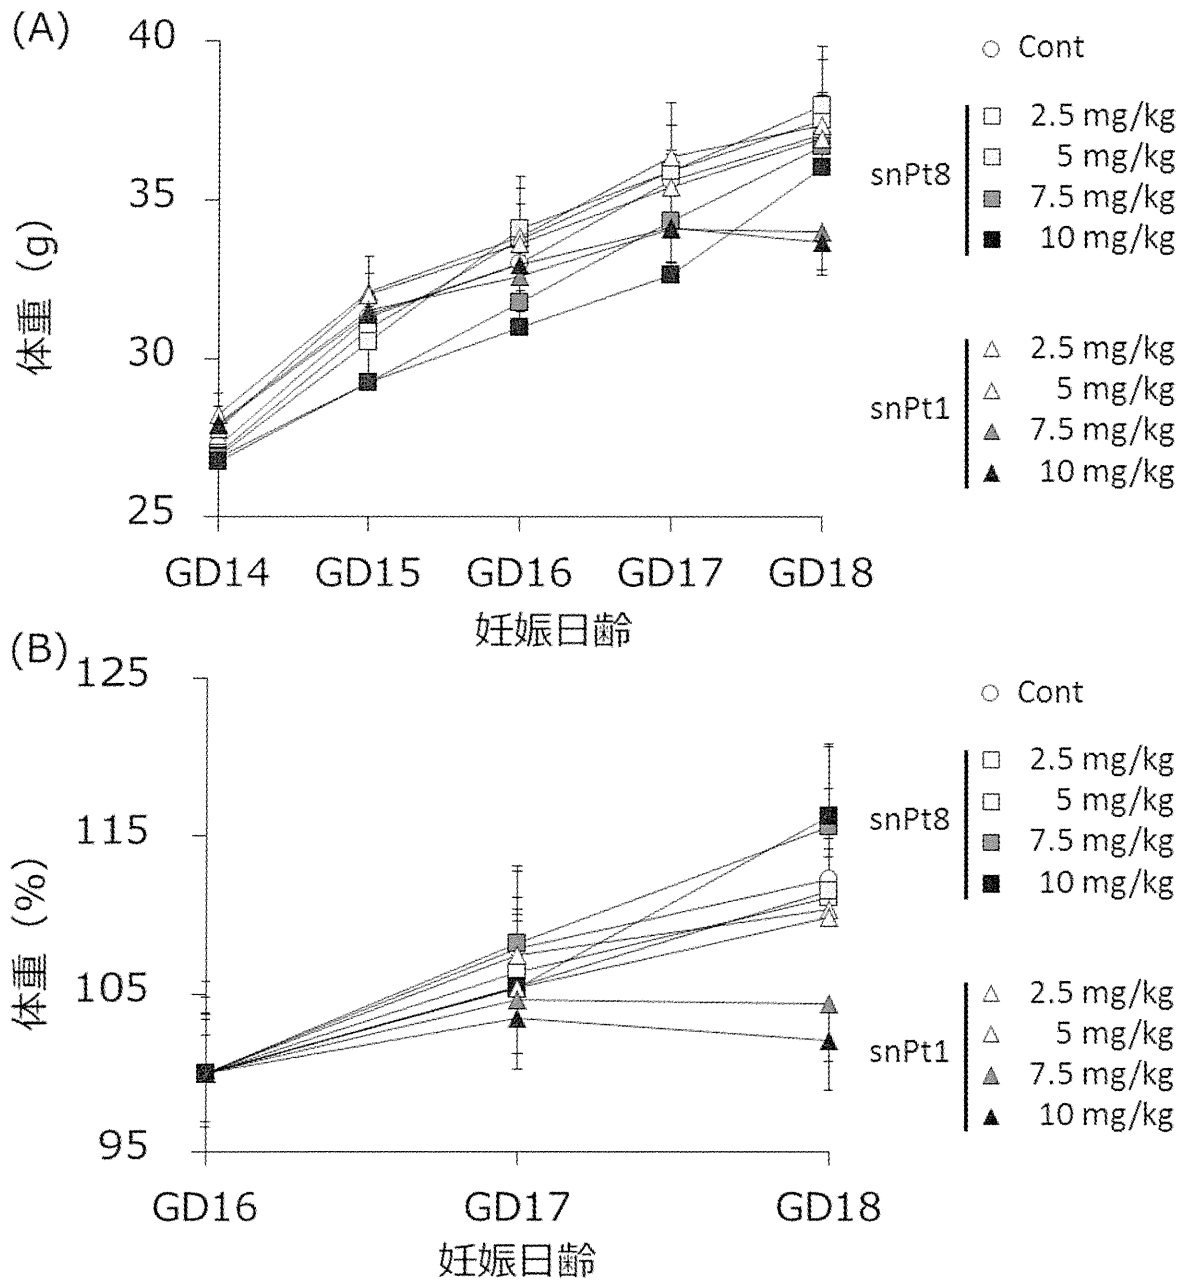 (A)
40
35
30
25
体重 (g)
GD14 GD15 GD16 GD17 GD18
妊娠日齢
Cont
snPt8
2.5 mg/kg
5 mg/kg
7.5 mg/kg
10 mg/kg
snPt1
2.5 mg/kg
5 mg/kg
7.5 mg/kg
10 mg/kg
(B)
125
115
105
95
体重 (%)
GD16 GD17 GD18
妊娠日齢
Cont
snPt8
2.5 mg/kg
5 mg/kg
7.5 mg/kg
10 mg/kg
snPt1
2.5 mg/kg
5 mg/kg
7.5 mg/kg
10 mg/kg